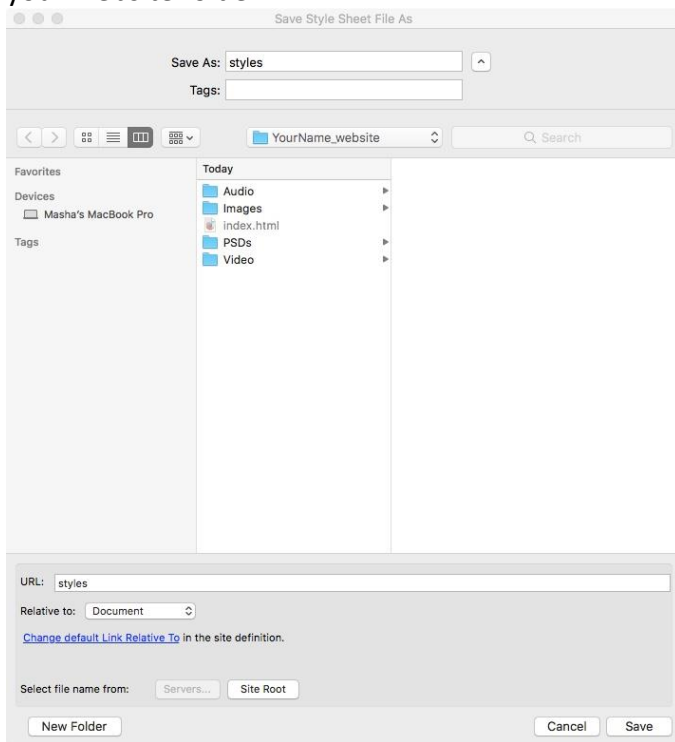 Save Style Sheet File As
Save As: styles
Tags:
YourName_website
Search
Favorites
Devices
Masha's MacBook Pro
Tags
Today
Audio
Images
index.html
PSDs
Video
URL: styles
Relative to: Document
Change default Link Relative To in the site definition.
Select file name from: Servers... Site Root
New Folder Cancel Save